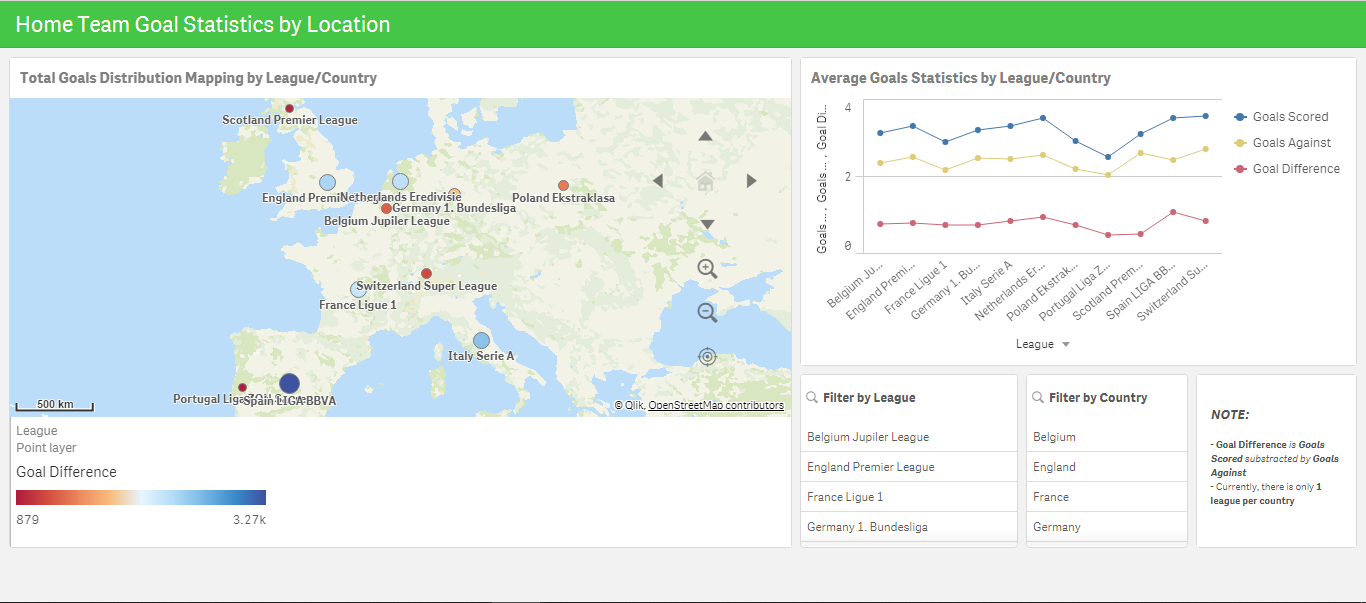 Home Team Goal Statistics by Location
Total Goals Distribution Mapping by League/Country
Scotland Premier League
England Premi
Netherlands Eredivisie
Poland Ekstraklasa
Germany 1. Bundesliga
Belgium Jupiler League
Switzerland Super League
France Ligue 1
Italy Serie A
Portugal Liga
Spain LIGA BBVA
500 km
© Qlik, OpenStreetMap contributors
League
Point layer
Goal Difference
879
3.27k
Average Goals Statistics by League/Country
Goals ... , Goals ... , Goal Di...
4
2
0
Goals Scored
Goals Against
Goal Difference
Belgium Ju...
England Premi...
France Ligue 1
Germany 1. Bu...
Italy Serie A
Netherlands Er...
Poland Ekstrak...
Portugal Liga Z...
Scotland Prem...
Spain LIGA BB...
Switzerland Su...
League
Filter by League
Belgium Jupiler League
England Premier League
France Ligue 1
Germany 1. Bundesliga
Filter by Country
Belgium
England
France
Germany
NOTE:
- Goal Difference is Goals
Scored substracted by Goals
Against
- Currently, there is only 1
league per country